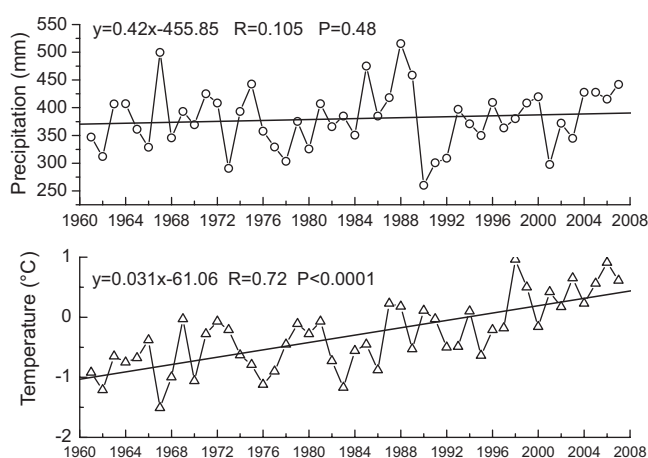 y=0.42x-455.85 R=0.105 P=0.48
Precipitation (mm)
550
500
450
400
350
300
250
1960 1964 1968 1972 1976 1980 1984 1988 1992 1996 2000 2004 2008
y=0.031x-61.06 R=0.72 P<0.0001
Temperature (°C)
1
0
-1
-2
1960 1964 1968 1972 1976 1980 1984 1988 1992 1996 2000 2004 2008